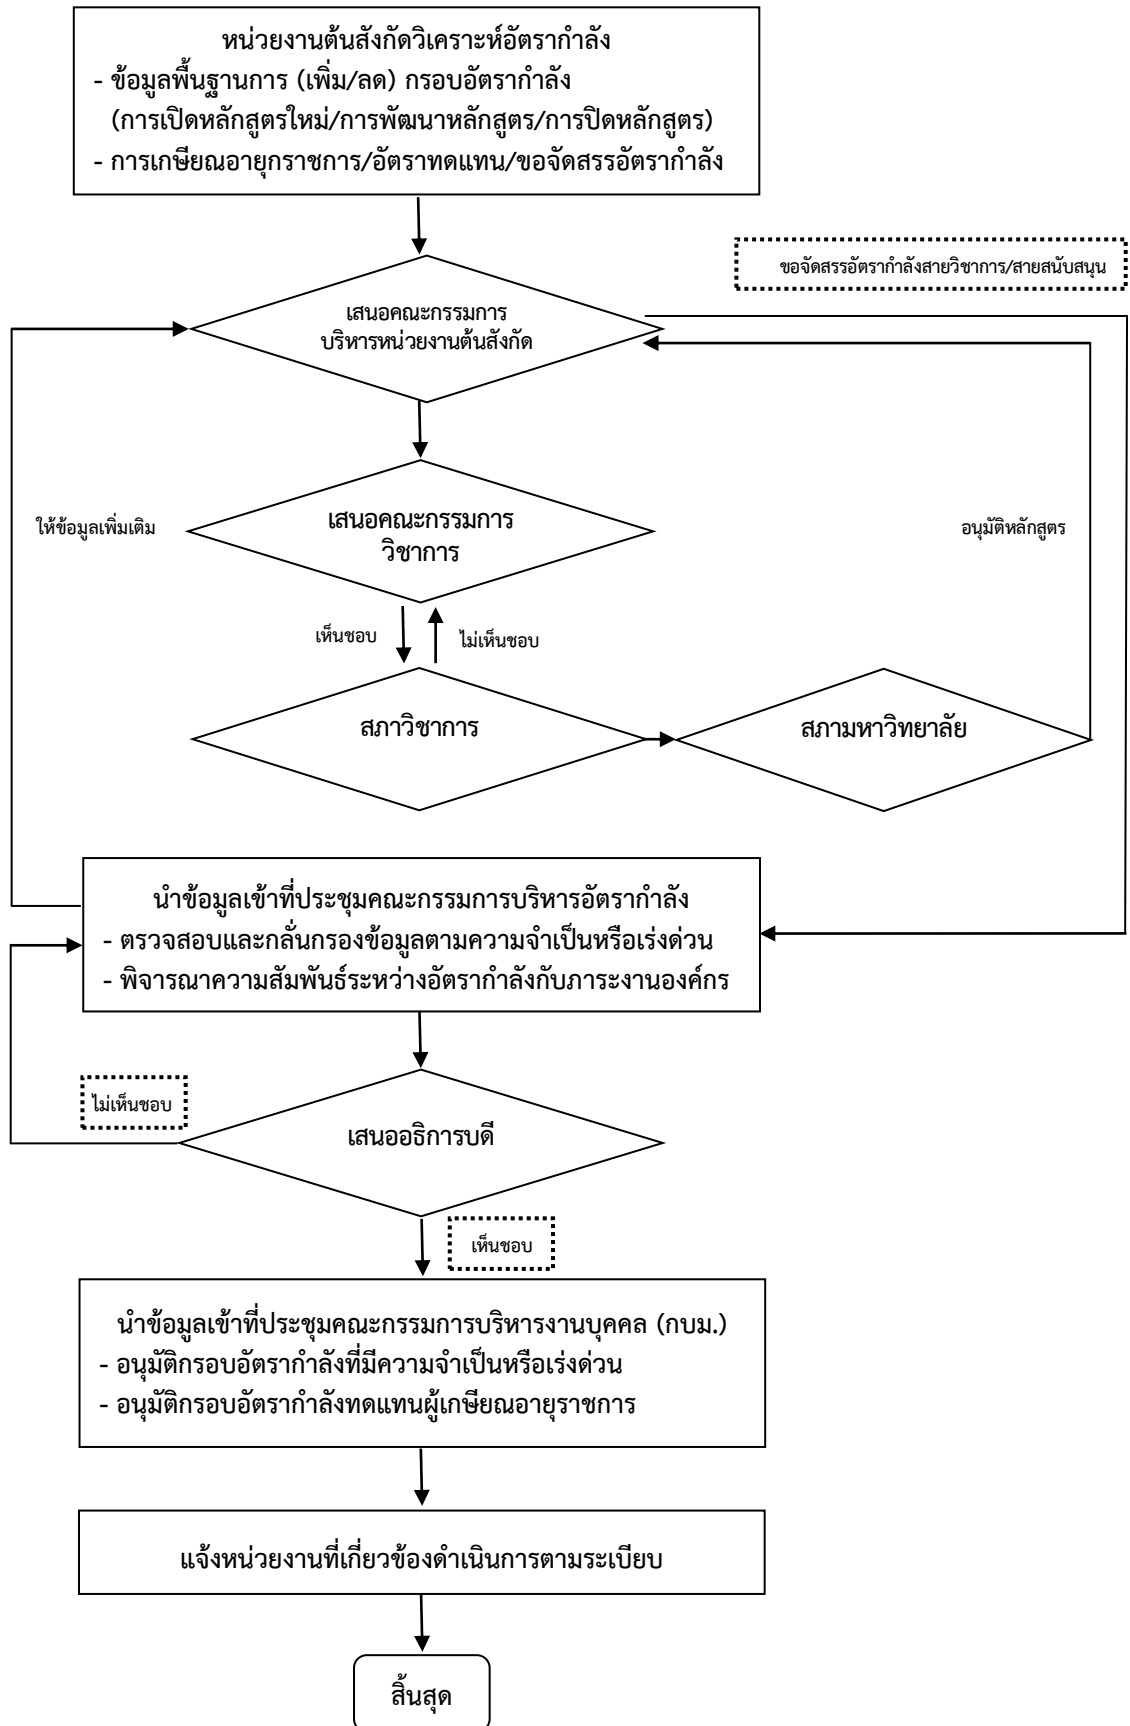 หน่วยงานต้นสังกัดวิเคราะห์อัตรากำลัง
- ข้อมูลพื้นฐานการ (เพิ่ม/ลด) กรอบอัตรากำลัง
(การเปิดหลักสูตรใหม่/การพัฒนาหลักสูตร/การปิดหลักสูตร)
- การเกษียณอายุกราชการ/อัตราทดแทน/ขอจัดสรรอัตรากำลัง
ขอจัดสรรอัตรากำลังสายวิชาการ/สายสนับสนุน
เสนอคณะกรรมการ
บริหารหน่วยงานต้นสังกัด
ให้ข้อมูลเพิ่มเติม
เสนอคณะกรรมการ
วิชาการ
อนุมัติหลักสูตร
เห็นชอบ
ไม่เห็นชอบ
สภาวิชาการ
สภามหาวิทยาลัย
นำข้อมูลเข้าที่ประชุมคณะกรรมการบริหารอัตรากำลัง
- ตรวจสอบและกลั่นกรองข้อมูลตามความจำเป็นหรือเร่งด่วน
- พิจารณาความสัมพันธ์ระหว่างอัตรากำลังกับภาระงานองค์กร
ไม่เห็นชอบ
เสนออธิการบดี
เห็นชอบ
นำข้อมูลเข้าที่ประชุมคณะกรรมการบริหารงานบุคคล (กบม.)
- อนุมัติกรอบอัตรากำลังที่มีความจำเป็นหรือเร่งด่วน
- อนุมัติกรอบอัตรากำลังทดแทนผู้เกษียณอายุราชการ
แจ้งหน่วยงานที่เกี่ยวข้องดำเนินการตามระเบียบ
สิ้นสุด